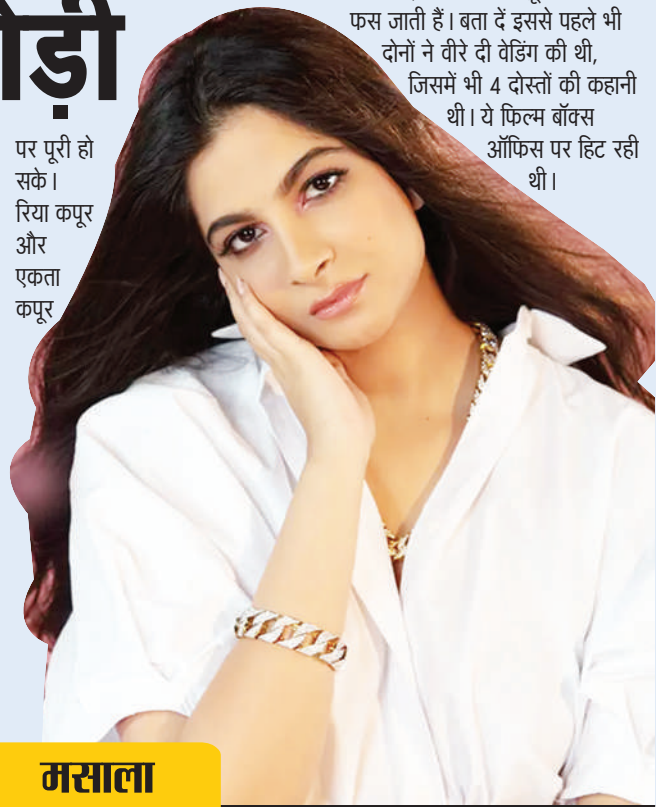 ोड़ी
पर पूरी हो
सके।
रिया कपूर
और
एकता
कपूर
फस जाती हैं। बता दें इससे पहले भी
दोनों ने वीरे दी वेडिंग की थी,
जिसमें भी 4 दोस्तों की कहानी
थी। ये फिल्म बॉक्स
ऑफिस पर हिट रही
थी।
मसाला